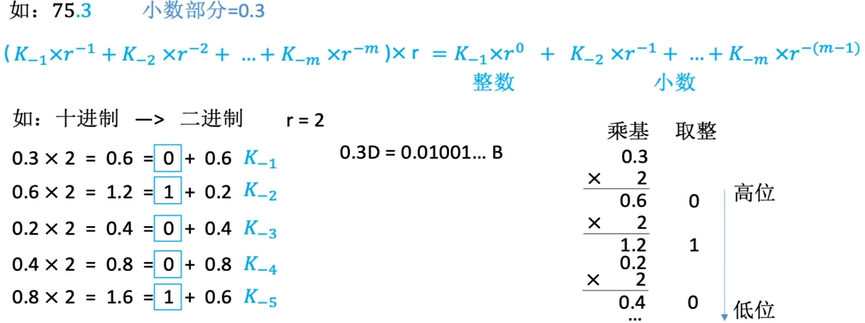 如：75.3 小数部分=0.3
(K₋₁×r⁻¹ + K₋₂ ×r⁻² + … + K₋ₘ ×r⁻ᵐ )× r = K₋₁×r⁰ + K₋₂ ×r⁻¹ + … + K₋ₘ ×r⁻⁽ᵐ⁻¹⁾
整数 小数
如：十进制 —> 二进制 r = 2
0.3 × 2 = 0.6 = 0 + 0.6 K₋₁
0.6 × 2 = 1.2 = 1 + 0.2 K₋₂
0.2 × 2 = 0.4 = 0 + 0.4 K₋₃
0.4 × 2 = 0.8 = 0 + 0.8 K₋₄
0.8 × 2 = 1.6 = 1 + 0.6 K₋₅
0.3D = 0.01001… B
乘基 取整
0.3
× 2
0.6 0 高位
× 2
1.2 1
0.2
× 2
0.4 0 低位
…